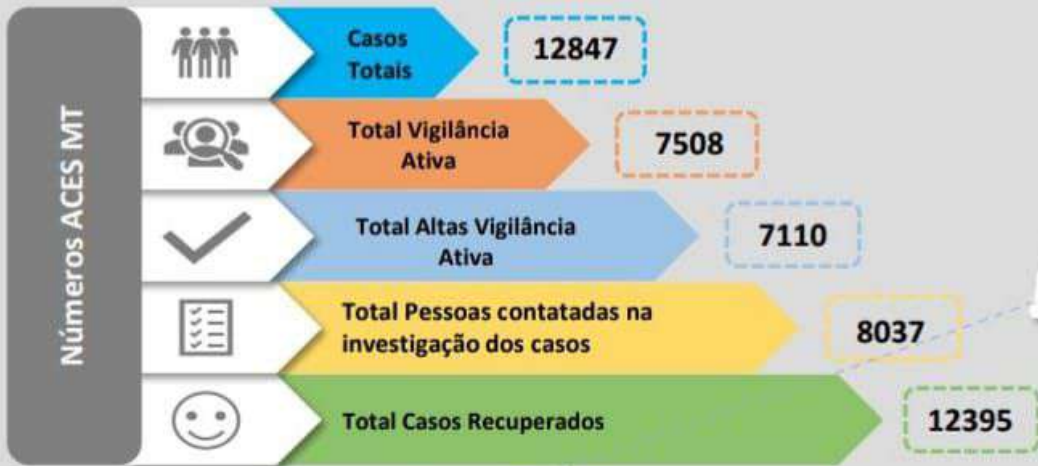 Números ACES MT
Casos
Totais
12847
Total Vigilância
Ativa
7508
Total Altas Vigilância
Ativa
7110
Total Pessoas contatadas na
investigação dos casos
8037
Total Casos Recuperados
12395